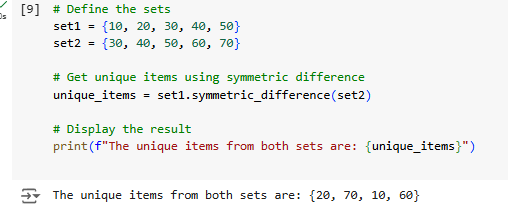 [9] # Define the sets
set1 = {10, 20, 30, 40, 50}
set2 = {30, 40, 50, 60, 70}
# Get unique items using symmetric difference
unique_items = set1.symmetric_difference(set2)
# Display the result
print(f"The unique items from both sets are: {unique_items}")
The unique items from both sets are: {20, 70, 10, 60}